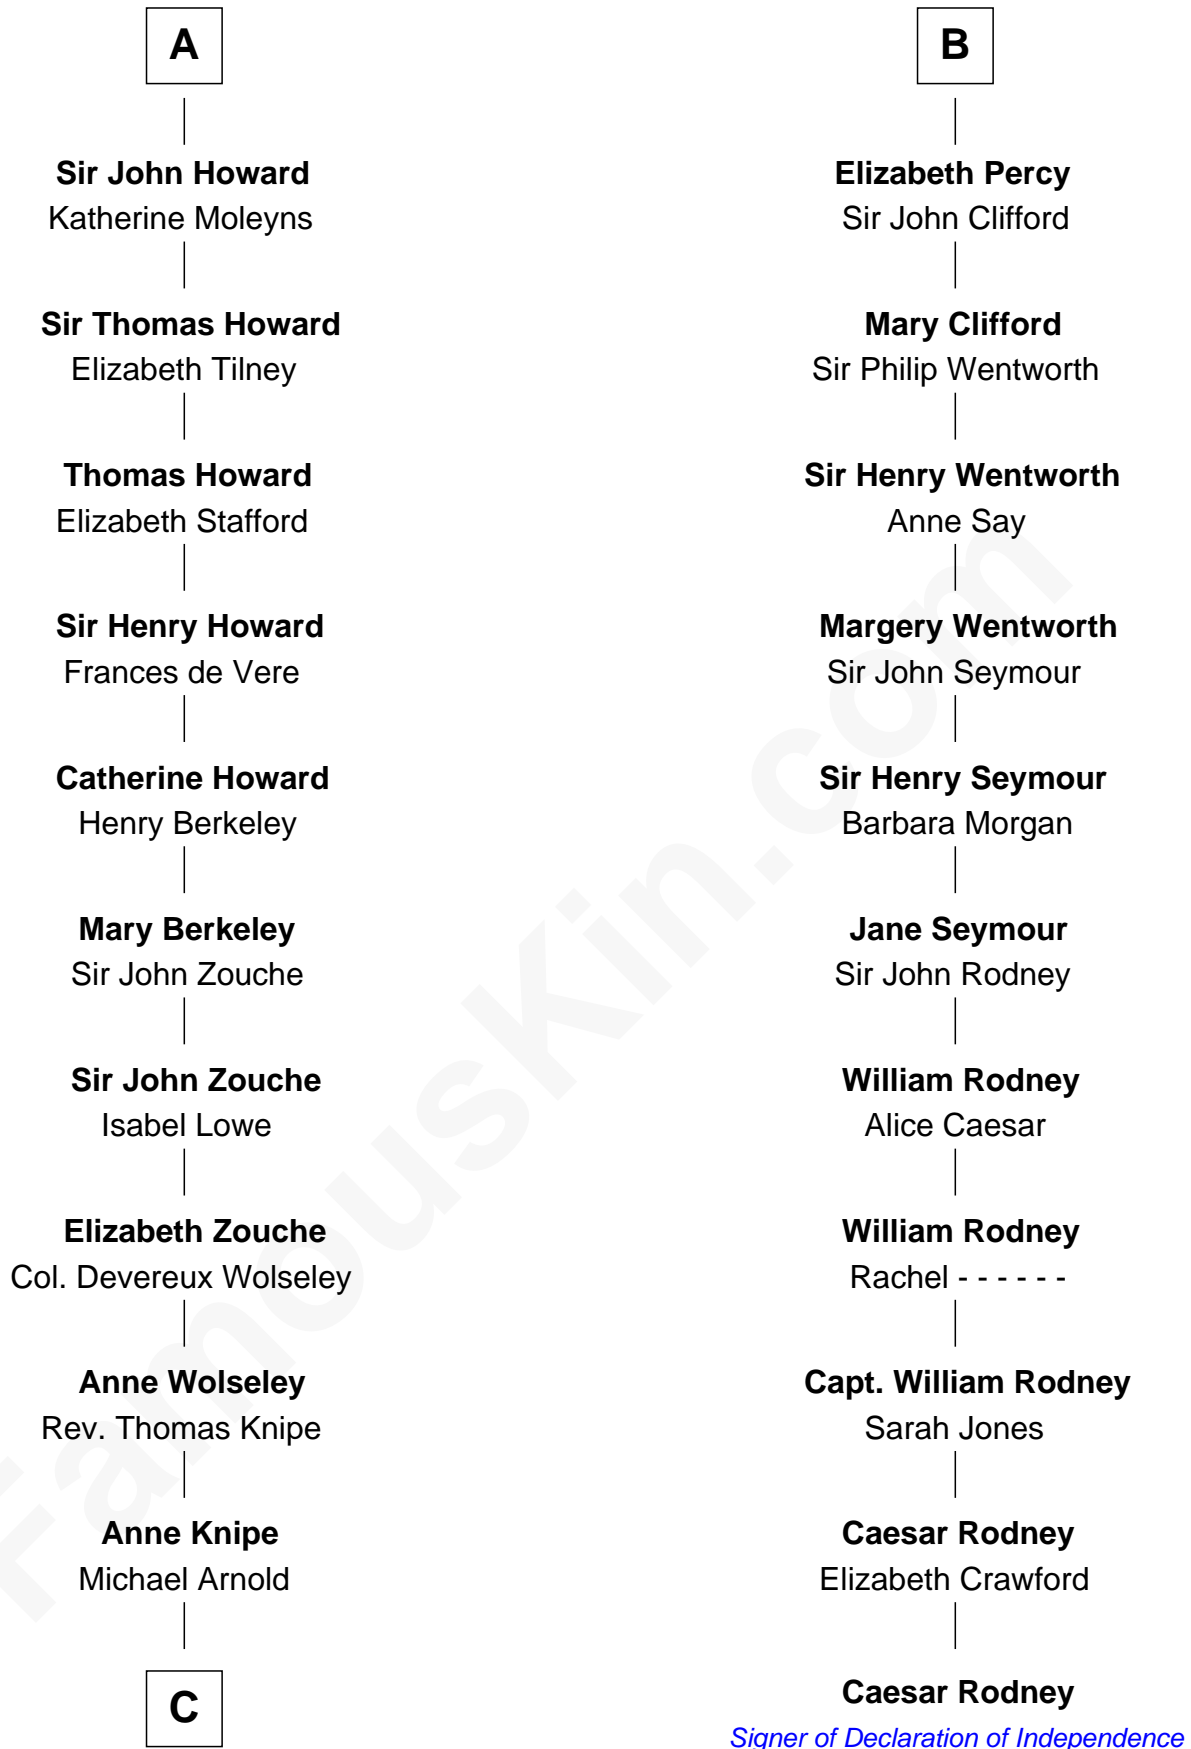 A
Sir John Howard
Katherine Moleyns
Sir Thomas Howard
Elizabeth Tilney
Thomas Howard
Elizabeth Stafford
Sir Henry Howard
Frances de Vere
Catherine Howard
Henry Berkeley
Mary Berkeley
Sir John Zouche
Sir John Zouche
Isabel Lowe
Elizabeth Zouche
Col. Devereux Wolseley
Anne Wolseley
Rev. Thomas Knipe
Anne Knipe
Michael Arnold
C
B
Elizabeth Percy
Sir John Clifford
Mary Clifford
Sir Philip Wentworth
Sir Henry Wentworth
Anne Say
Margery Wentworth
Sir John Seymour
Sir Henry Seymour
Barbara Morgan
Jane Seymour
Sir John Rodney
William Rodney
Alice Caesar
William Rodney
Rachel - - - - - -
Capt. William Rodney
Sarah Jones
Caesar Rodney
Elizabeth Crawford
Caesar Rodney
Signer of Declaration of Independence
FamousKin.com